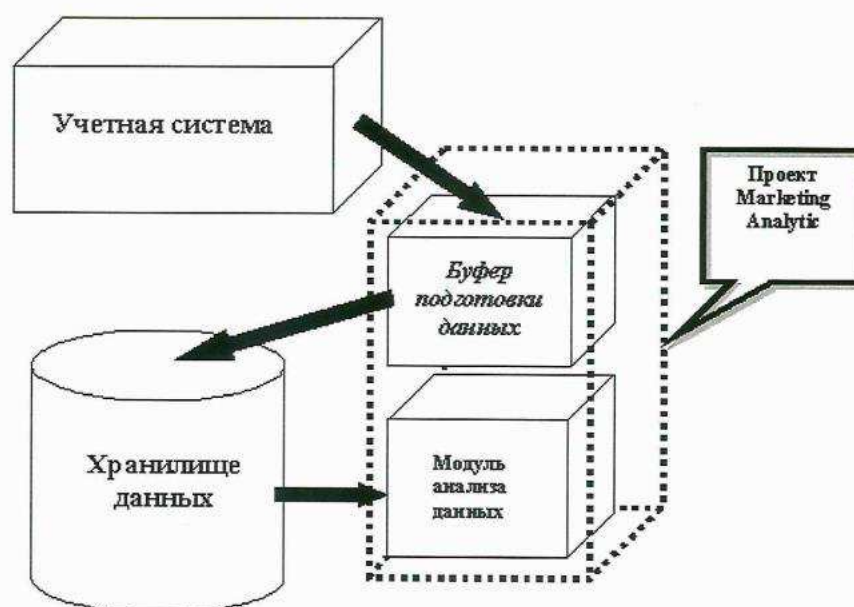 Учетная система
Проект
Marketing
Analytic
Буфер
подготовки
данных
Хранилище
данных
Модуль
анализа
данных